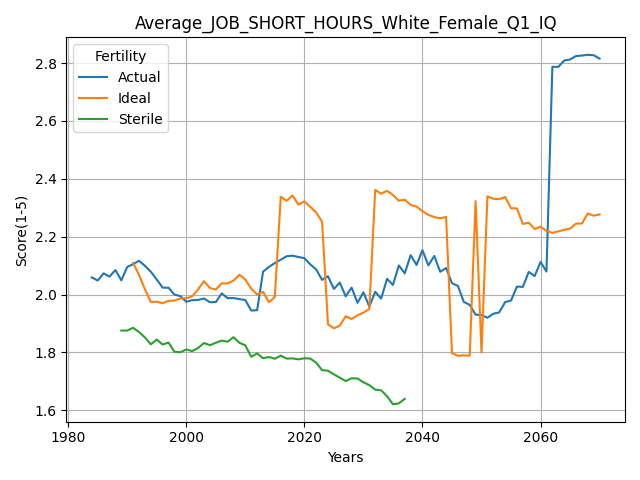 Average_JOB_SHORT_HOURS_White_Female_Q1_IQ
Fertility
Actual
Ideal
Sterile
Score(1-5)
2.8
2.6
2.4
2.2
2.0
1.8
1.6
1980
2000
2020
2040
2060
Years